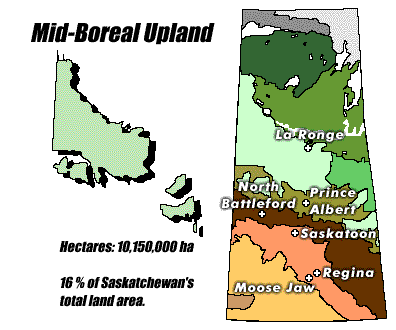 Mid-Boreal Upland
La Ronge
North
Battleford
Prince
Albert
Saskatoon
Regina
Moose Jaw
Hectares: 10,150,000 ha
16 % of Saskatchewan's
total land area.